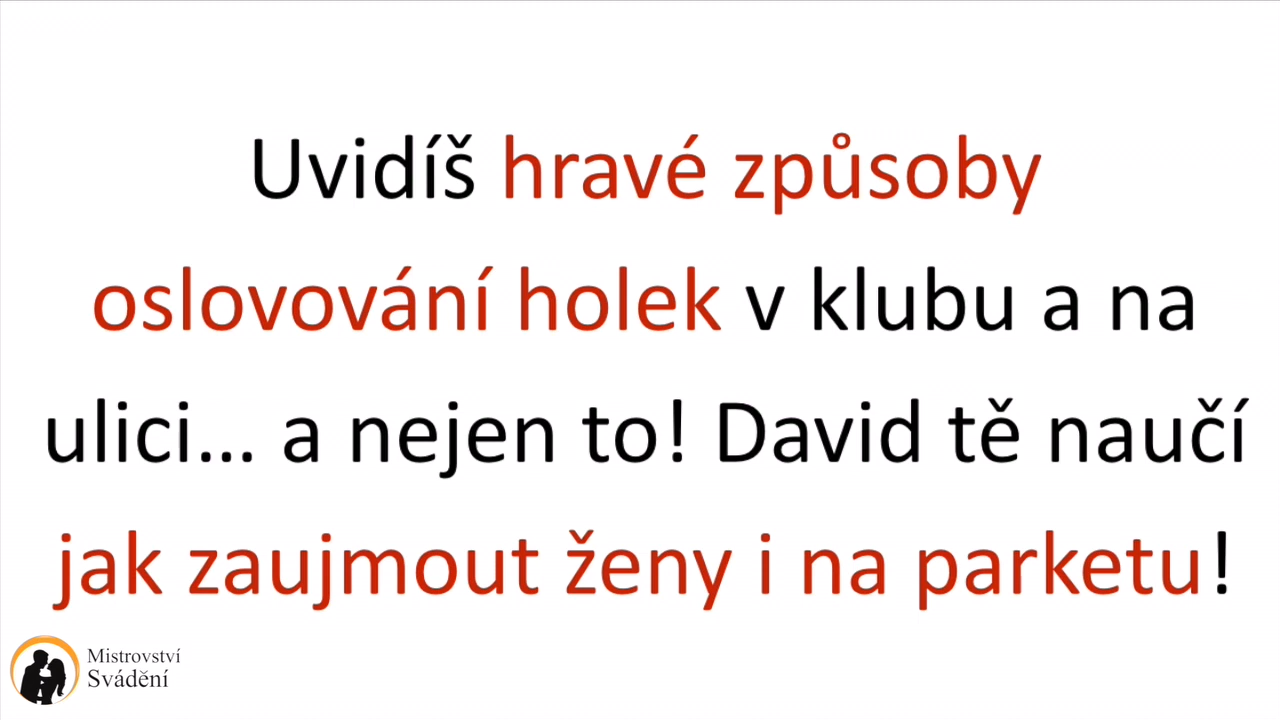 Uvidíš hravé způsoby
oslovování holek v klubu a na
ulici... a nejen to! David tě naučí
jak zaujmout ženy i na parketu!
Mistrovství
Svádění